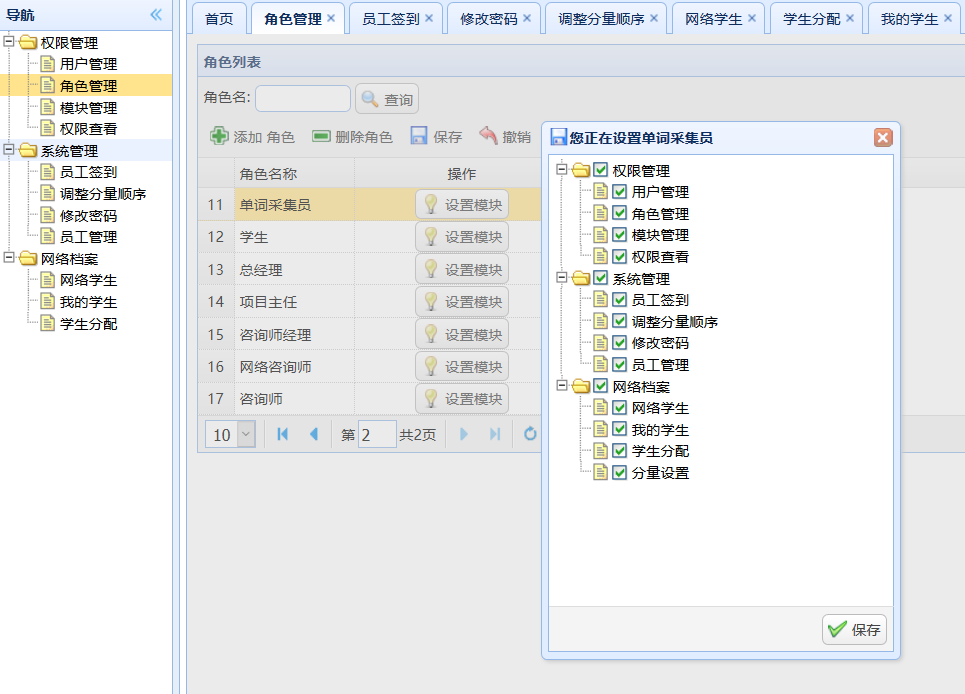 导航
权限管理
用户管理
角色管理
模块管理
权限查看
系统管理
员工签到
调整分量顺序
修改密码
员工管理
网络档案
网络学生
我的学生
学生分配
首页 角色管理 员工签到 修改密码 调整分量顺序 网络学生 学生分配 我的学生
角色列表
角色名: 查询
添加 角色 删除角色 保存 撤销
角色名称 操作
11 单词采集员 设置模块
12 学生 设置模块
13 总经理 设置模块
14 项目主任 设置模块
15 咨询师经理 设置模块
16 网络咨询师 设置模块
17 咨询师 设置模块
10 第 2 共2页
您正在设置单词采集员
权限管理
用户管理
角色管理
模块管理
权限查看
系统管理
员工签到
调整分量顺序
修改密码
员工管理
网络档案
网络学生
我的学生
学生分配
分量设置
保存